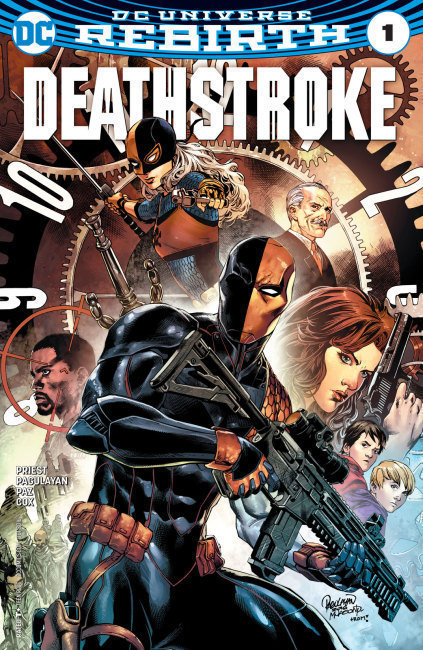 DC UNIVERSE
REBIRTH
DC
1
DEATHSTROKE
10
2
9
3
PRIEST
PAGULAYAN
PAZ
COX